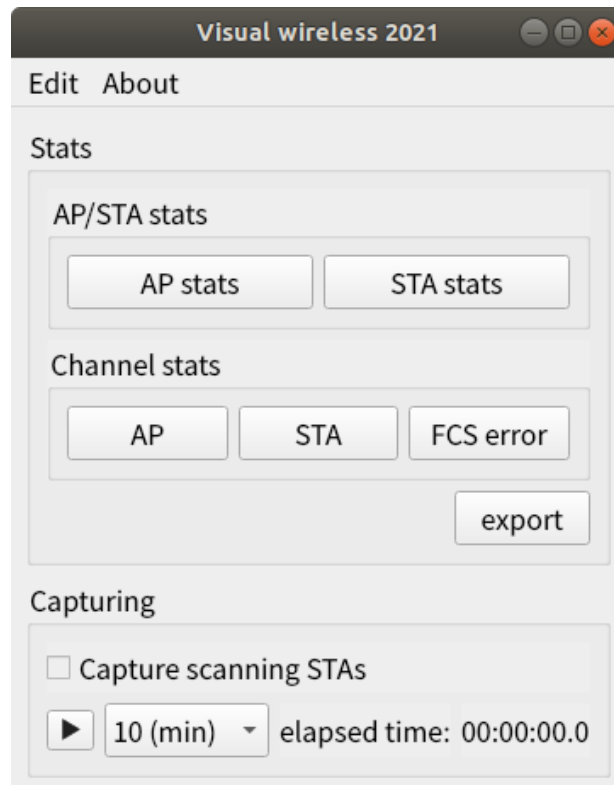 Visual wireless 2021
Edit About
Stats
AP/STA stats
AP stats STA stats
Channel stats
AP STA FCS error
export
Capturing
Capture scanning STAs
10 (min) elapsed time: 00:00:00.0